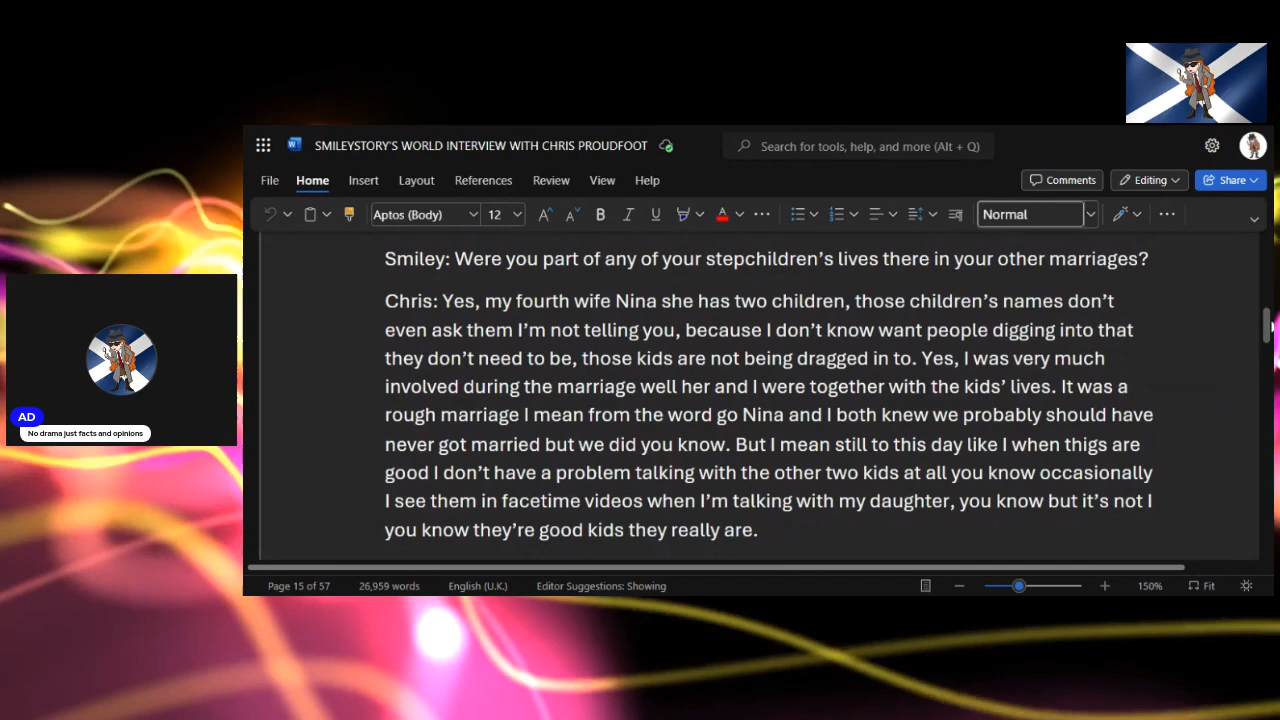 SMILEYSTORY'S WORLD INTERVIEW WITH CHRIS PROUDFOOT
Search for tools, help, and more (Alt + Q)
File Home Insert Layout References Review View Help Comments Editing Share
Aptos (Body) 12 Normal
Smiley: Were you part of any of your stepchildren's lives there in your other marriages?
Chris: Yes, my fourth wife Nina she has two children, those children's names don't
even ask them I'm not telling you, because I don't know want people digging into that
they don't need to be, those kids are not being dragged in to. Yes, I was very much
involved during the marriage well her and I were together with the kids' lives. It was a
rough marriage I mean from the word go Nina and I both knew we probably should have
never got married but we did you know. But I mean still to this day like I when thigs are
good I don't have a problem talking with the other two kids at all you know occasionally
I see them in facetime videos when I'm talking with my daughter, you know but it's not I
you know they're good kids they really are.
Page 15 of 57 26,959 words English (U.K.) Editor Suggestions: Showing 150% Fit
AD
No drama just facts and opinions